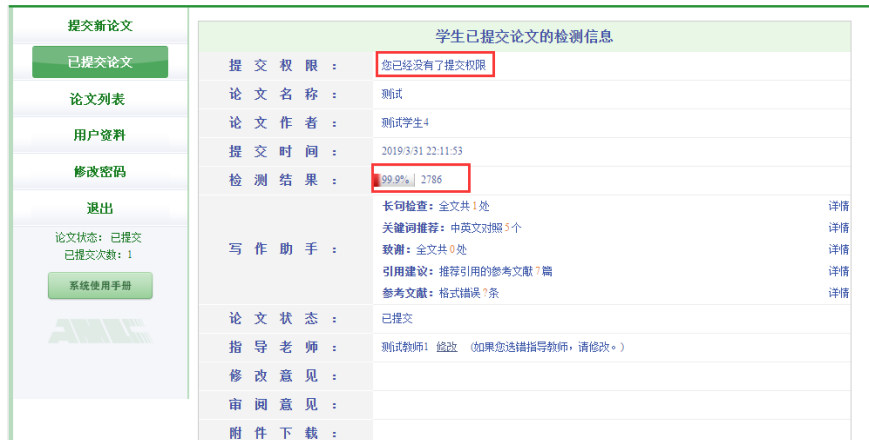 提交新论文
已提交论文
论文列表
用户资料
修改密码
退出
论文状态：已提交
已提交次数：1
系统使用手册
学生已提交论文的检测信息
提交权限： 您已经没有了提交权限
论文名称： 测试
论文作者： 测试学生4
提交时间： 2019/3/31 22:11:53
检测结果： 99.9% 2786
写作助手：
长句检查：全文共1处 详情
关键词推荐：中英文对照5个 详情
致谢：全文共0处 详情
引用建议：推荐引用的参考文献7篇 详情
参考文献：格式错误7条 详情
论文状态： 已提交
指导老师： 测试教师1 修改 (如果您选错指导教师，请修改。)
修改意见：
审阅意见：
附件下载：